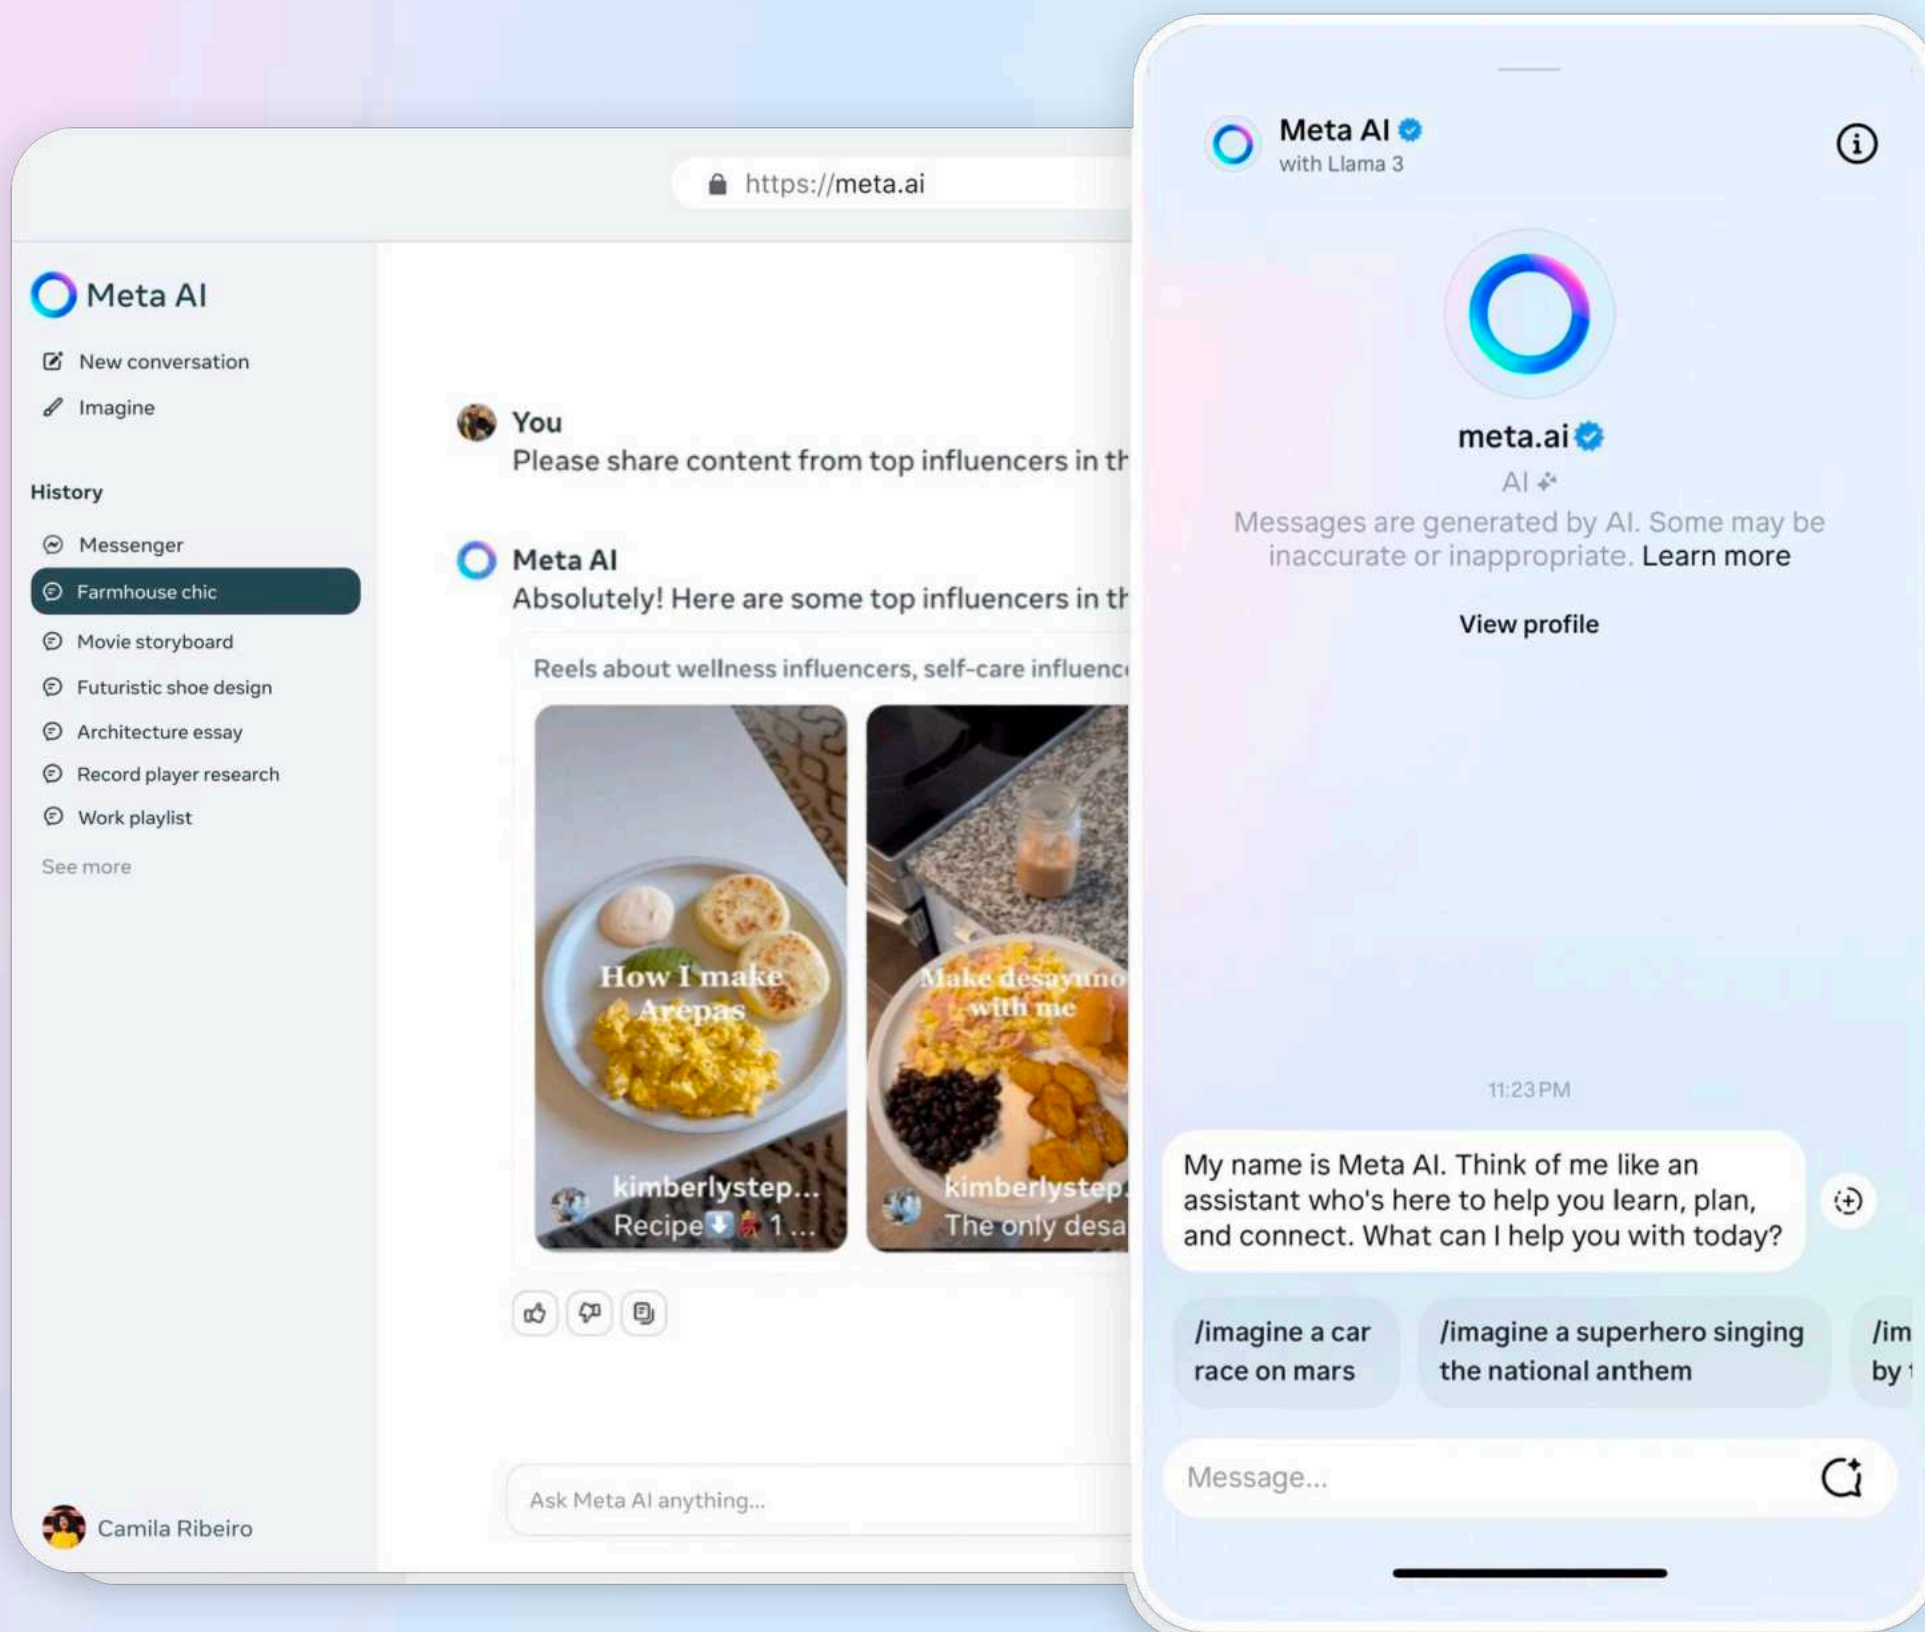 https://meta.ai
Meta AI
New conversation
Imagine
History
Messenger
Farmhouse chic
Movie storyboard
Futuristic shoe design
Architecture essay
Record player research
Work playlist
See more
Camila Ribeiro
You
Please share content from top influencers in
Meta AI
Absolutely! Here are some top influencers in
Reels about wellness influencers, self-care
How I make
Arepas
kimberlystep...
Recipe⬇️💃 1 ...
Make desayuno
with me
kimberlystep
The only
Ask Meta AI anything...
Meta AI
with Llama 3
meta.ai
AI
Messages are generated by AI. Some may be
inaccurate or inappropriate. Learn more
View profile
11:23 PM
My name is Meta AI. Think of me like an
assistant who's here to help you learn, plan,
and connect. What can I help you with today?
/imagine a car
race on mars
/imagine a superhero singing
the national anthem
by
Message...